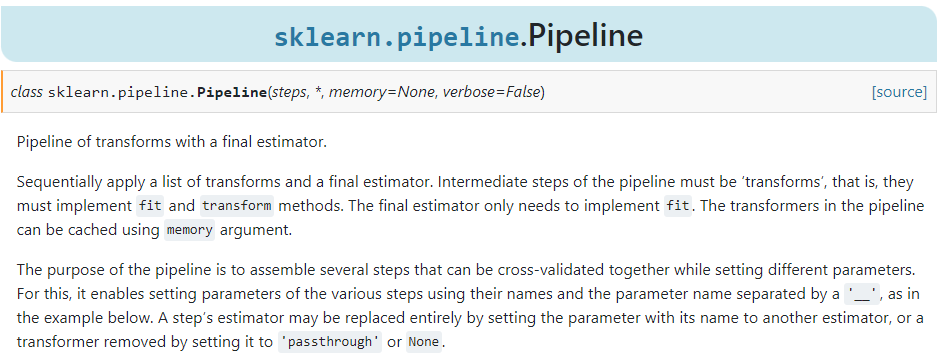 sklearn.pipeline.Pipeline
class sklearn.pipeline.Pipeline(steps, *, memory=None, verbose=False) [source]
Pipeline of transforms with a final estimator.
Sequentially apply a list of transforms and a final estimator. Intermediate steps of the pipeline must be ‘transforms’, that is, they
must implement fit and transform methods. The final estimator only needs to implement fit. The transformers in the pipeline
can be cached using memory argument.
The purpose of the pipeline is to assemble several steps that can be cross-validated together while setting different parameters.
For this, it enables setting parameters of the various steps using their names and the parameter name separated by a '__', as in
the example below. A step’s estimator may be replaced entirely by setting the parameter with its name to another estimator, or a
transformer removed by setting it to 'passthrough' or None.